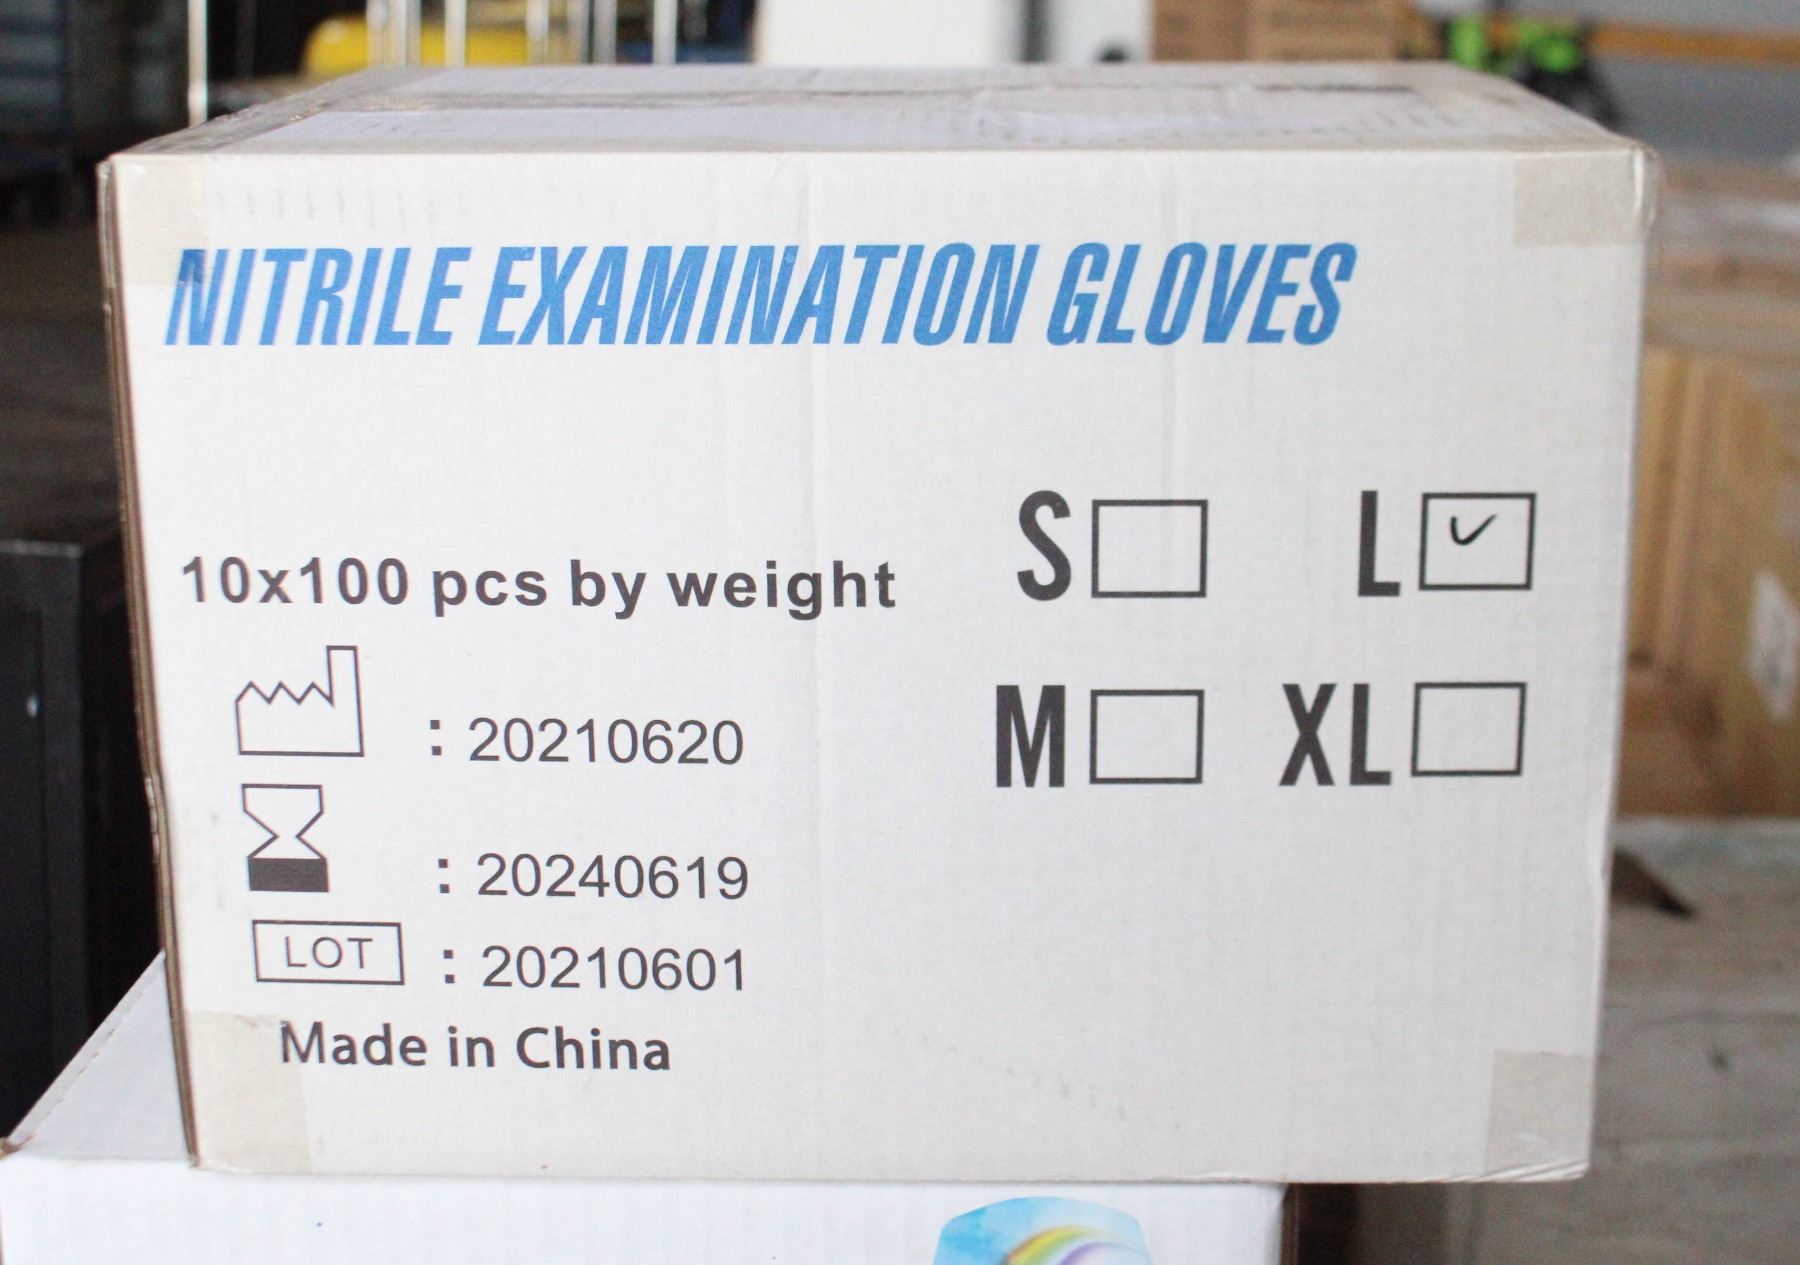 NITRILE EXAMINATION GLOVES
S L
10x100 pcs by weight
M XL
: 20210620
: 20240619
LOT : 20210601
Made in China